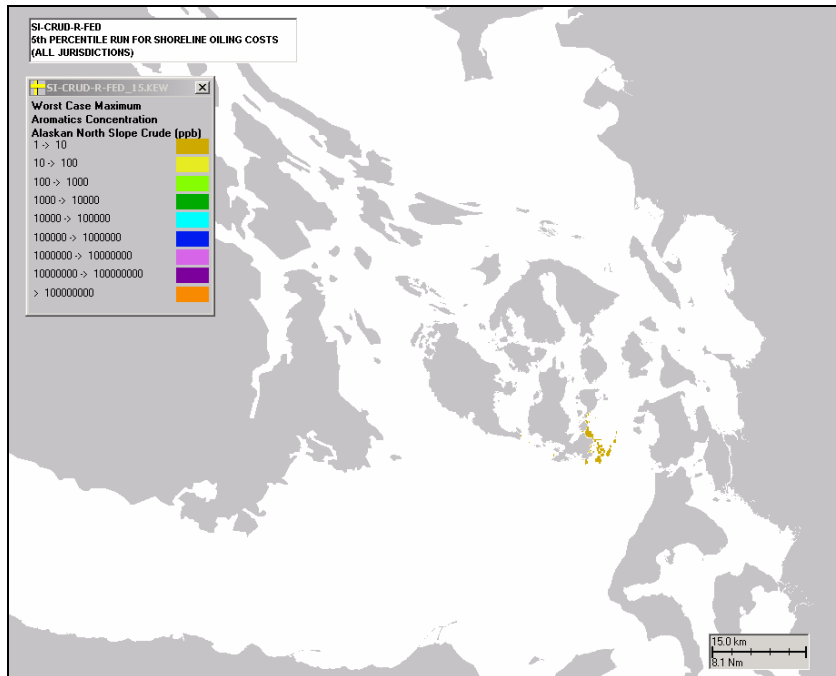 SI-CRUD-R-FED
5th PERCENTILE RUN FOR SHORELINE OILING COSTS
(ALL JURISDICTIONS)
SI-CRUD-R-FED_15.KEW
Worst Case Maximum
Aromatics Concentration
Alaskan North Slope Crude (ppb)
1 -> 10
10 -> 100
100 -> 1000
1000 -> 10000
10000 -> 100000
100000 -> 1000000
1000000 -> 10000000
10000000 -> 100000000
> 100000000
15.0 km
8.1 Nm